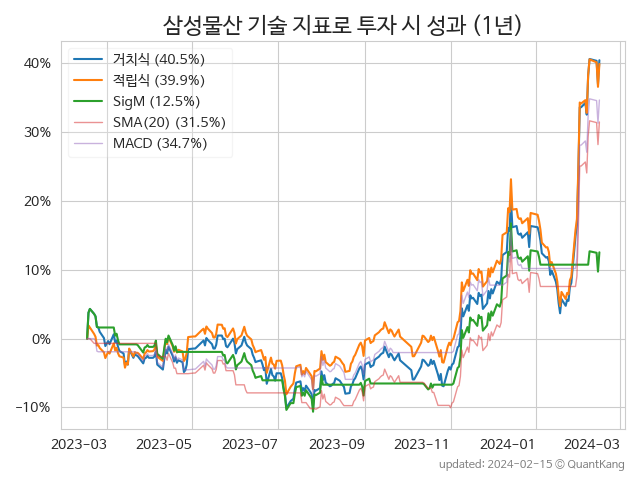 삼성물산 기술 지표로 투자 시 성과 (1년)
거치식 (40.5%)
적립식 (39.9%)
SigM (12.5%)
SMA(20) (31.5%)
MACD (34.7%)
40%
30%
20%
10%
0%
−10%
2023-03 2023-05 2023-07 2023-09 2023-11 2024-01 2024-03
updated: 2024-02-15 © QuantKang